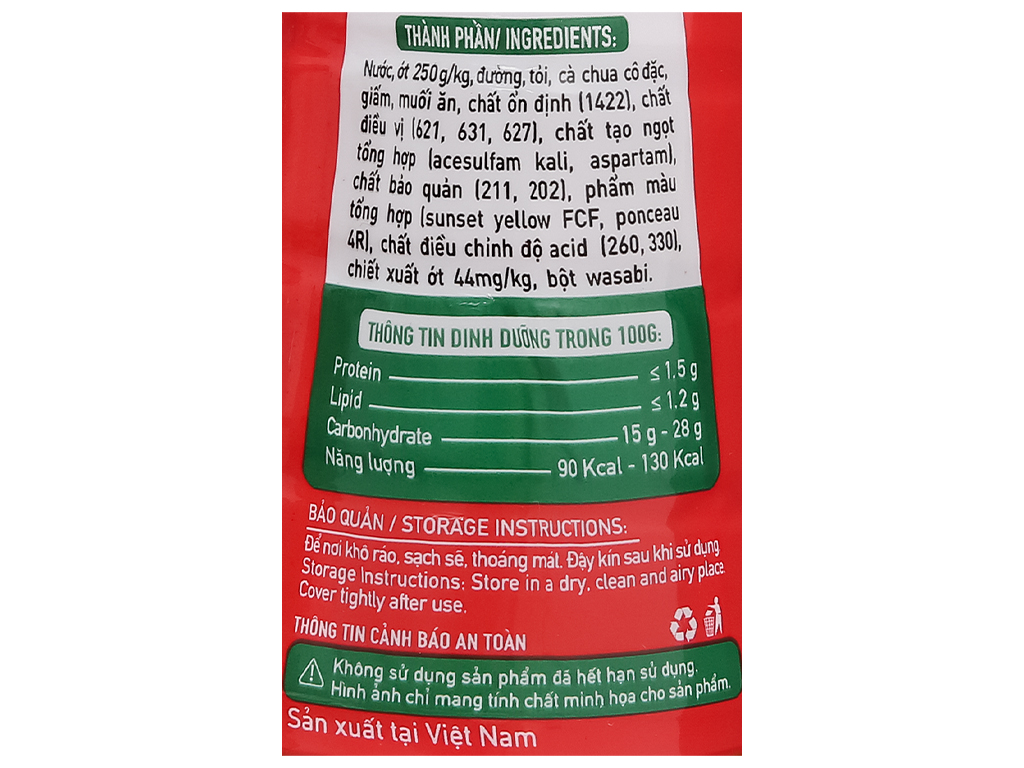 THÀNH PHẦN/ INGREDIENTS:
Nước, ớt 250g/kg, đường, tỏi, cà chua cô đặc,
giấm, muối ăn, chất ổn định (1422), chất
điều vị (621, 631, 627), chất tạo ngọt
tổng hợp (acesulfam kali, aspartam),
chất bảo quản (211, 202), phẩm màu
tổng hợp (sunset yellow FCF, ponceau
4R), chất điều chỉnh độ acid (260, 330),
chiết xuất ớt 44mg/kg, bột wasabi.
THÔNG TIN DINH DƯỠNG TRONG 100G:
Protein ≤ 1.5 g
Lipid ≤ 1.2 g
Carbonhydrate 15 g - 28 g
Năng lượng 90 Kcal - 130 Kcal
BẢO QUẢN / STORAGE INSTRUCTIONS:
Để nơi khô ráo, sạch sẽ, thoáng mát. Đậy kín sau khi sử dụng.
Storage Instructions: Store in a dry, clean and airy place.
Cover tightly after use.
THÔNG TIN CẢNH BÁO AN TOÀN
Không sử dụng sản phẩm đã hết hạn sử dụng.
Hình ảnh chỉ mang tính chất minh họa cho sản phẩm.
Sản xuất tại Việt Nam